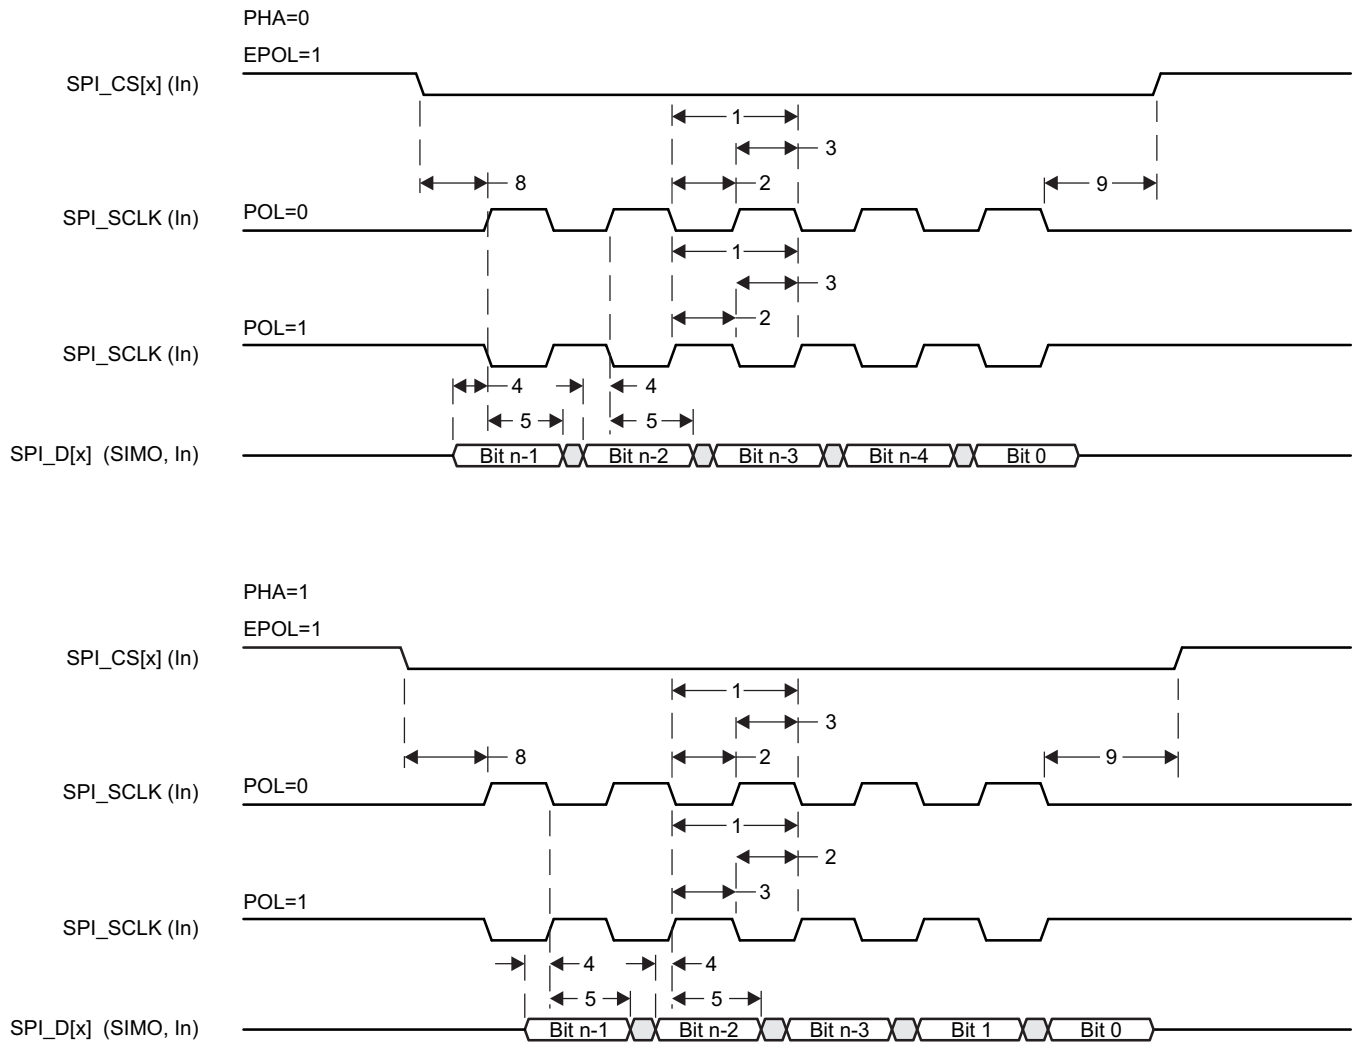 PHA=0
EPOL=1
SPI_CS[x] (In)
1
3
8
2
9
SPI_SCLK (In)
POL=0
1
3
2
POL=1
SPI_SCLK (In)
4
4
5
5
SPI_D[x] (SIMO, In)
Bit n-1
Bit n-2
Bit n-3
Bit n-4
Bit 0
PHA=1
EPOL=1
SPI_CS[x] (In)
1
3
8
2
9
SPI_SCLK (In)
POL=0
1
2
3
POL=1
SPI_SCLK (In)
4
4
5
5
SPI_D[x] (SIMO, In)
Bit n-1
Bit n-2
Bit n-3
Bit 1
Bit 0